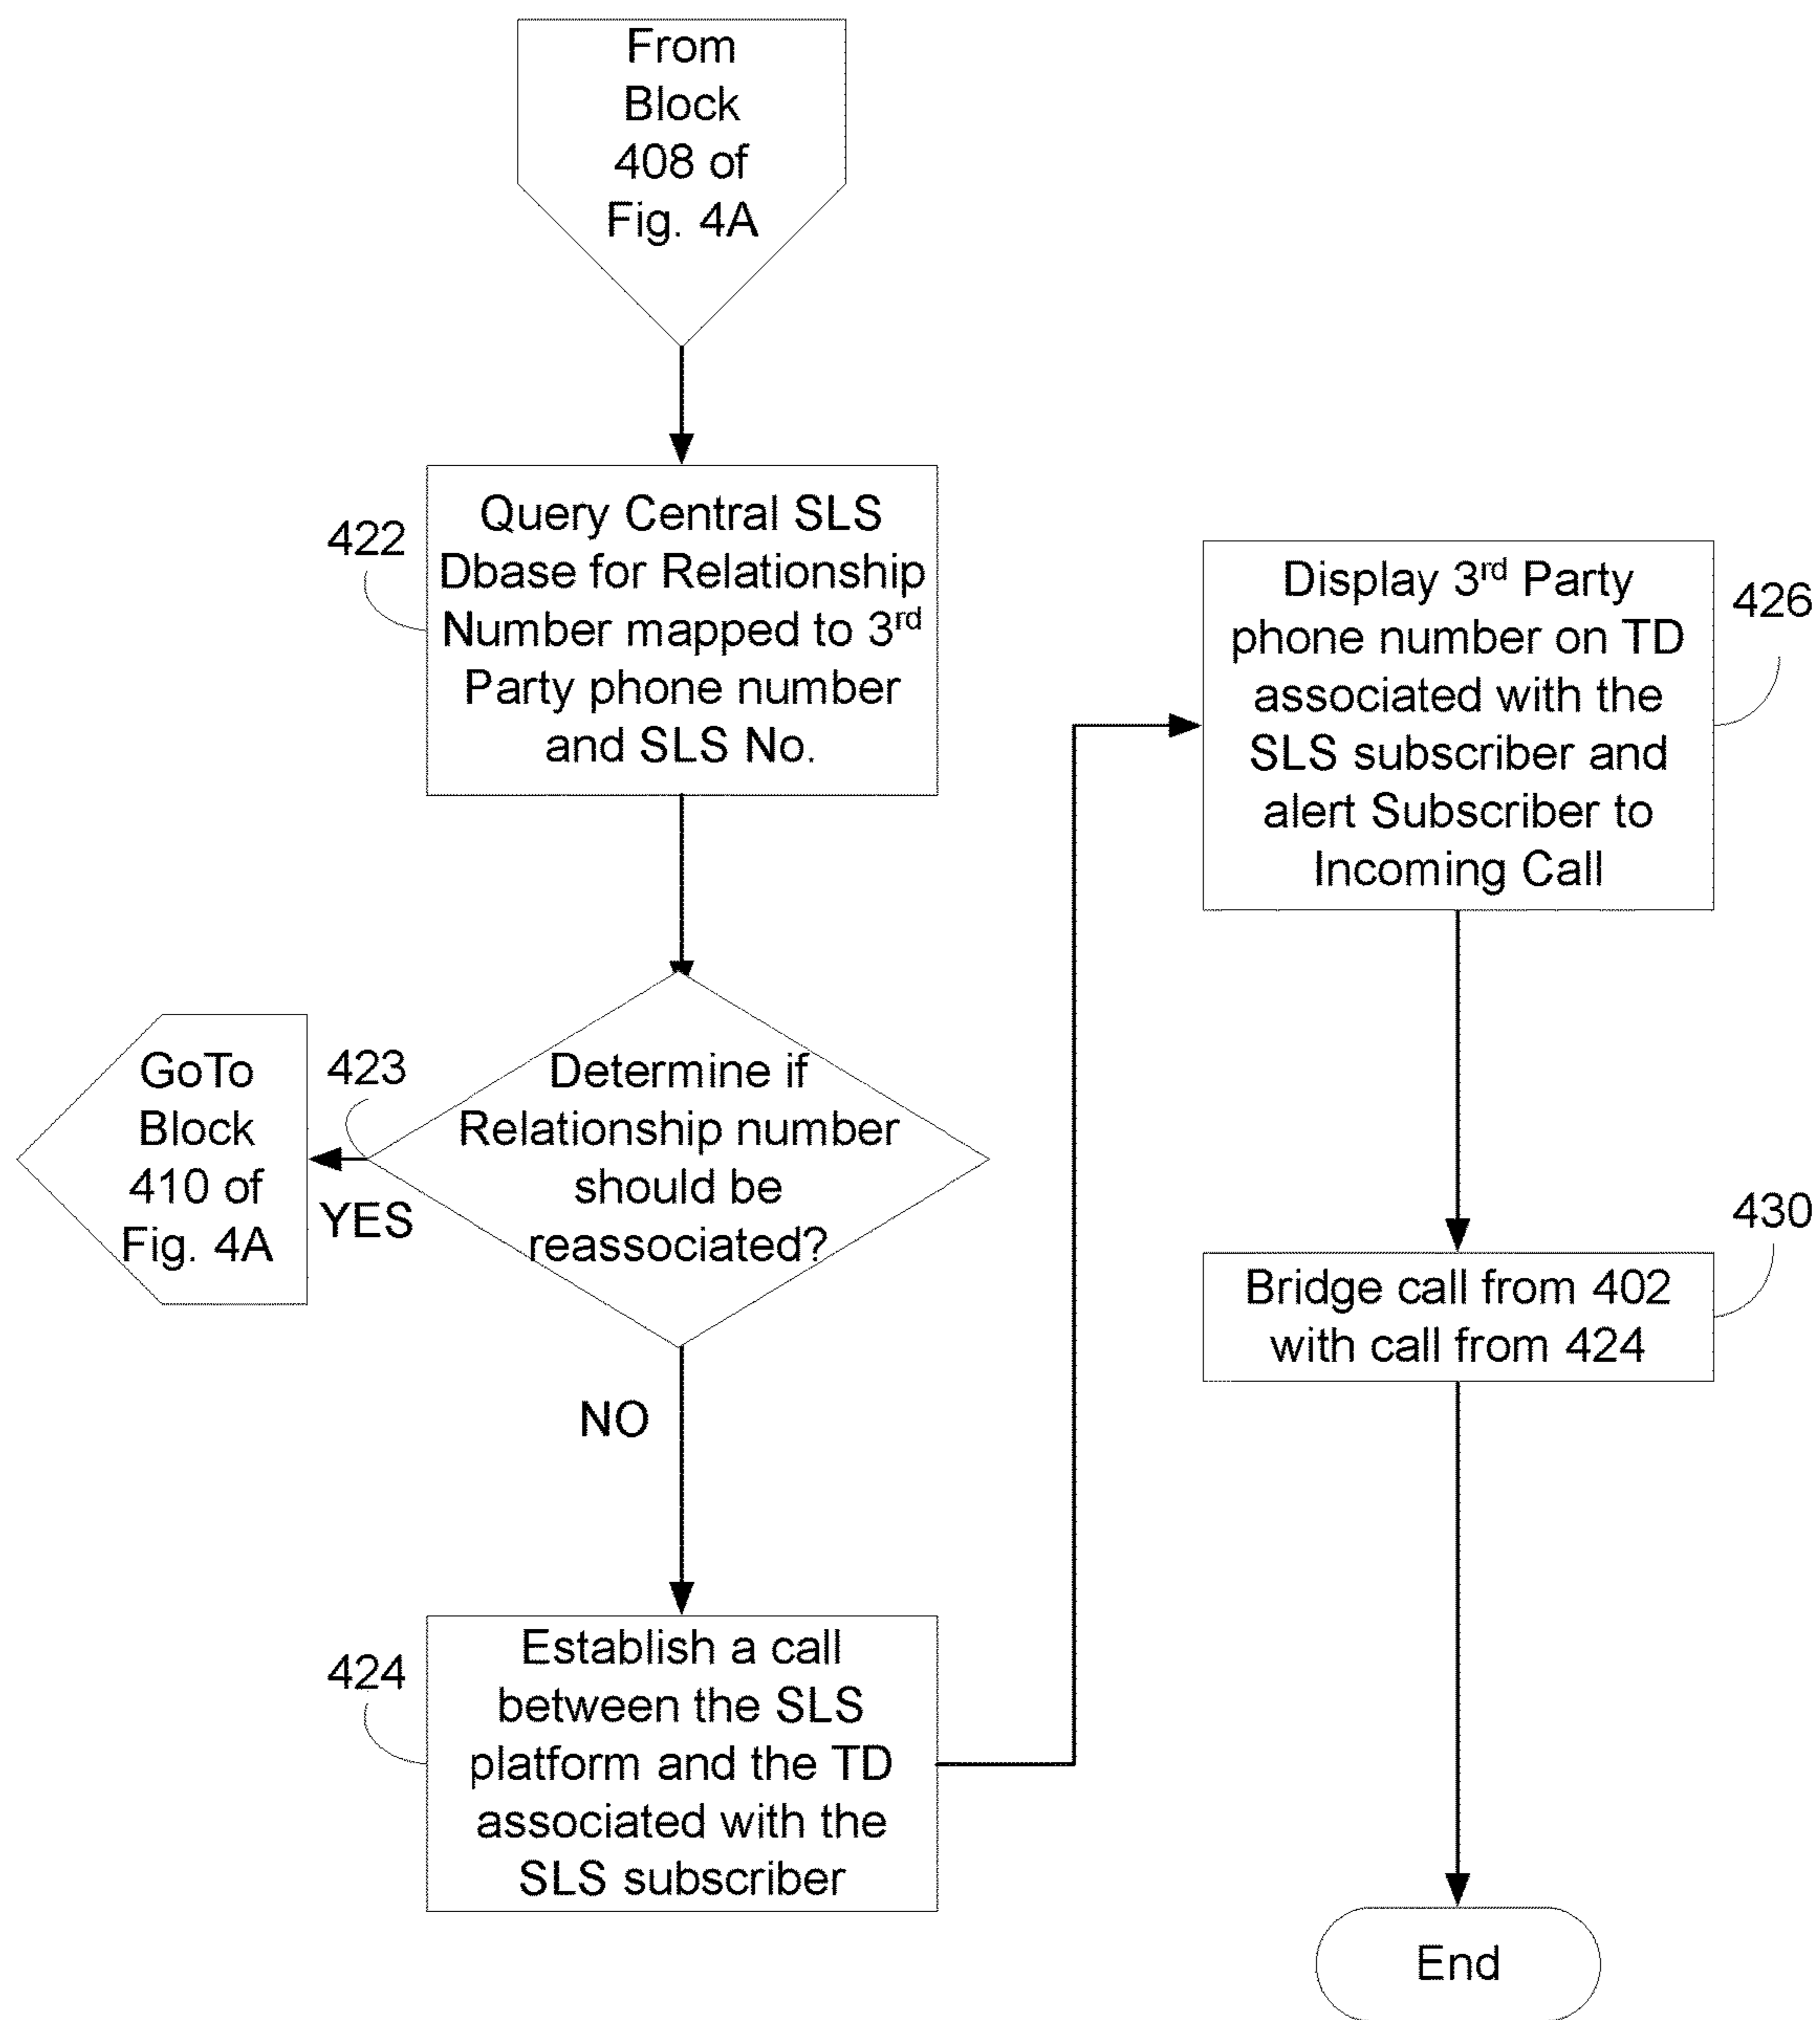 From
Block
408 of
Fig. 4A
422
Query Central SLS
Dbase for Relationship
Number mapped to 3rd
Party phone number
and SLS No.
423
Determine if
Relationship number
should be
reassociated?
YES
GoTo
Block
410 of
Fig. 4A
NO
424
Establish a call
between the SLS
platform and the TD
associated with the
SLS subscriber
Display 3rd Party
phone number on TD
associated with the
SLS subscriber and
alert Subscriber to
Incoming Call
426
Bridge call from 402
with call from 424
430
End